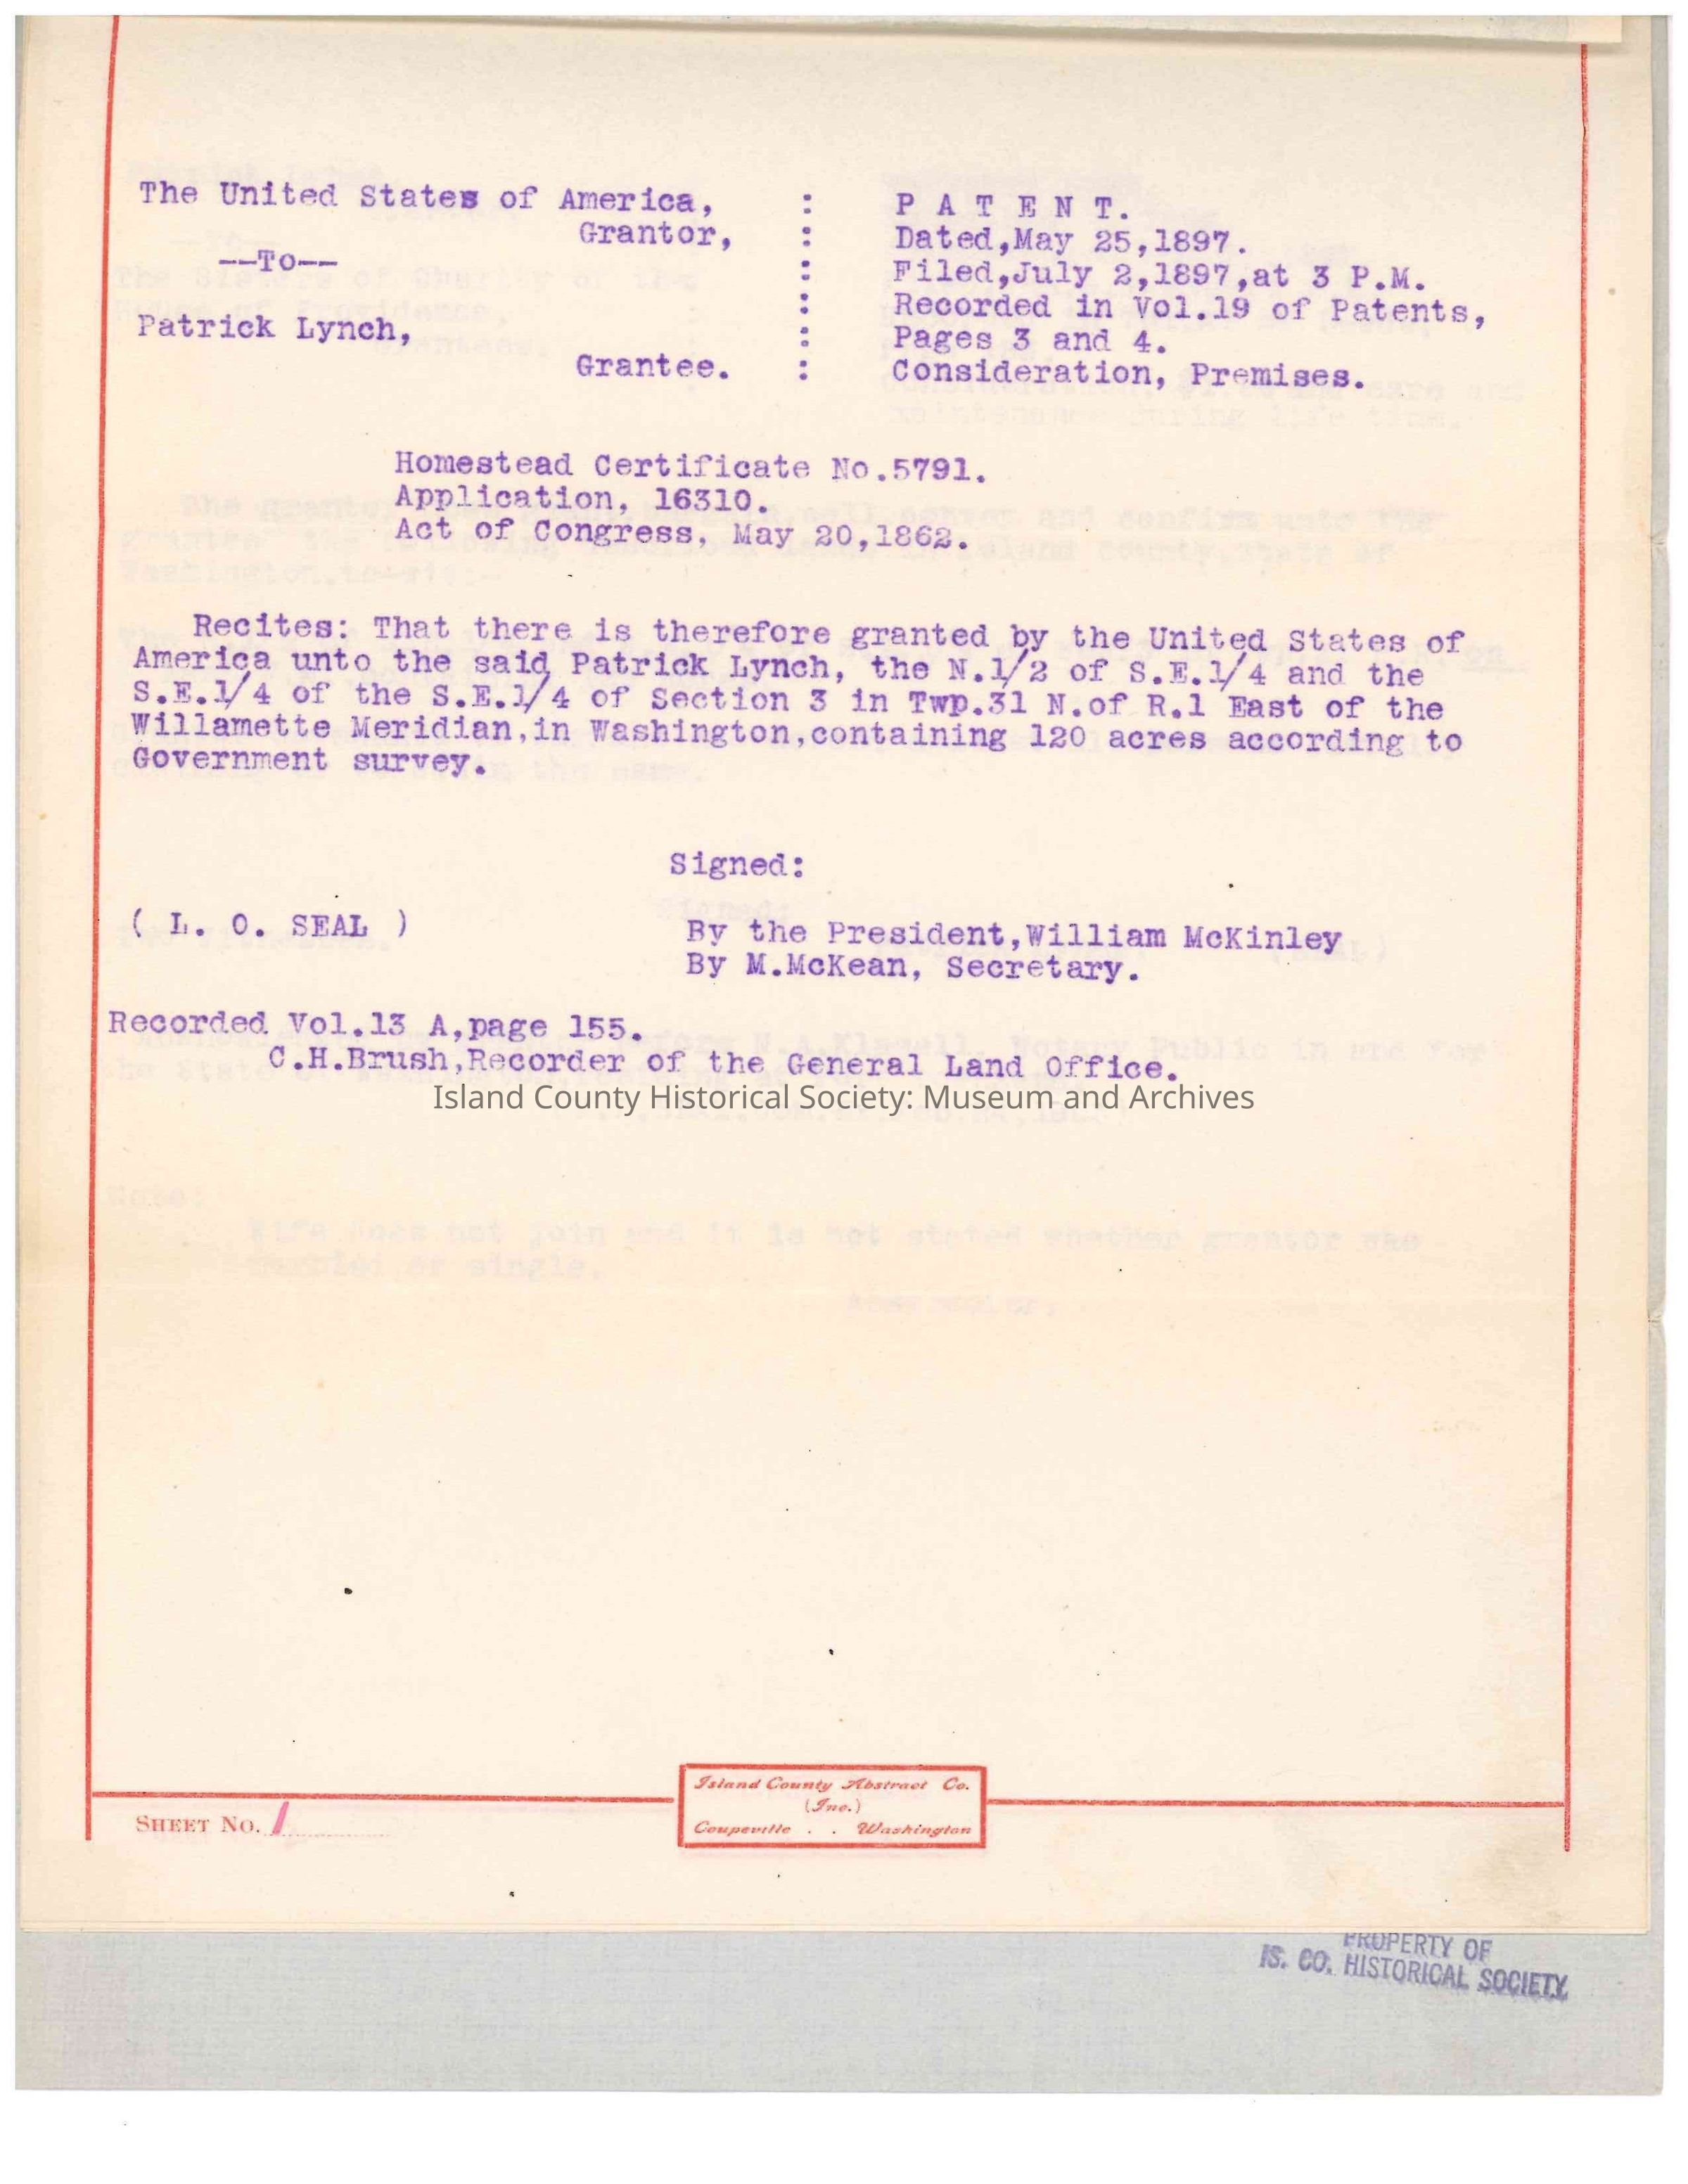 The United States of America, : P A T E N T.
Grantor, : Dated,May 25,1897.
--To-- : Filed,July 2,1897,at 3 P.M.
: Recorded in Vol.19 of Patents,
Patrick Lynch, : Pages 3 and 4.
Grantee. : Consideration, Premises.
Homestead Certificate No.5791.
Application, 16310.
Act of Congress, May 20,1862.
Recites: That there is therefore granted by the United States of
America unto the said Patrick Lynch, the N.1/2 of S.E.1/4 and the
S.E.1/4 of the S.E.1/4 of Section 3 in Twp.31 N.of R.1 East of the
Willamette Meridian,in Washington,containing 120 acres according to
Government survey.
Signed:
( L. O. SEAL ) By the President,William McKinley
By M.McKean, Secretary.
Recorded Vol.13 A,page 155.
C.H.Brush,Recorder of the General Land Office.
Island County Historical Society: Museum and Archives
Island County Abstract Co.
(Inc.)
Coupeville . . Washington
SHEET NO. 1
PROPERTY OF
IS. CO. HISTORICAL SOCIETY